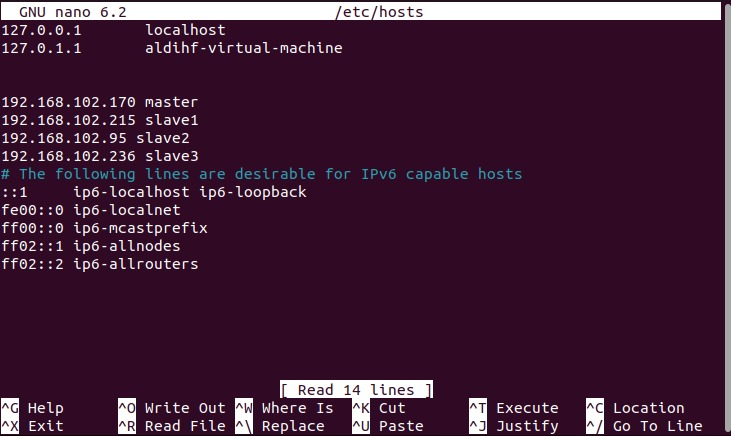 GNU nano 6.2 /etc/hosts
127.0.0.1 localhost
127.0.1.1 aldihf-virtual-machine
192.168.102.170 master
192.168.102.215 slave1
192.168.102.95 slave2
192.168.102.236 slave3
# The following lines are desirable for IPv6 capable hosts
::1 ip6-localhost ip6-loopback
fe00::0 ip6-localnet
ff00::0 ip6-mcastprefix
ff02::1 ip6-allnodes
ff02::2 ip6-allrouters
[ Read 14 lines ]
^G Help ^O Write Out ^W Where Is ^K Cut ^T Execute ^C Location
^X Exit ^R Read File ^\ Replace ^U Paste ^J Justify ^/ Go To Line